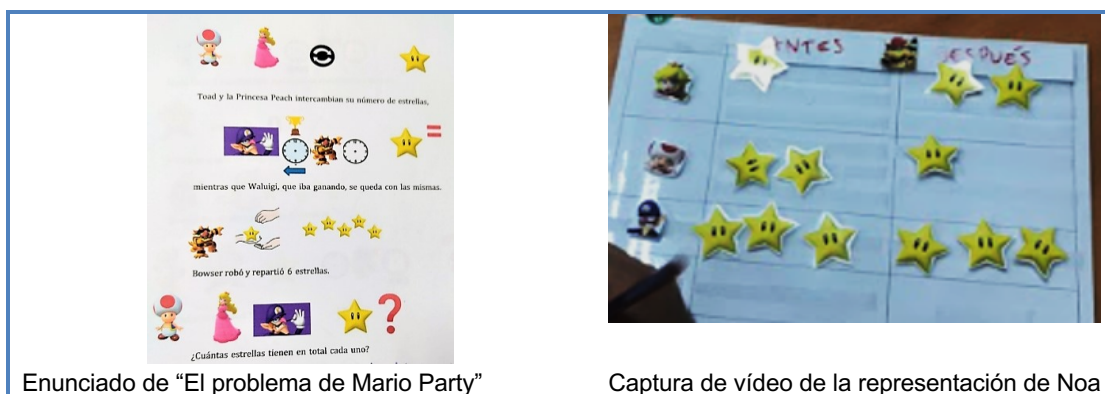 Toad y la Princesa Peach intercambian su número de estrellas,
mientras que Waluigi, que iba ganando, se queda con las mismas.
Bowser robó y repartió 6 estrellas.
¿Cuántas estrellas tienen en total cada uno?
Enunciado de “El problema de Mario Party”
ANTES
DESPUÉS
Captura de vídeo de la representación de Noa